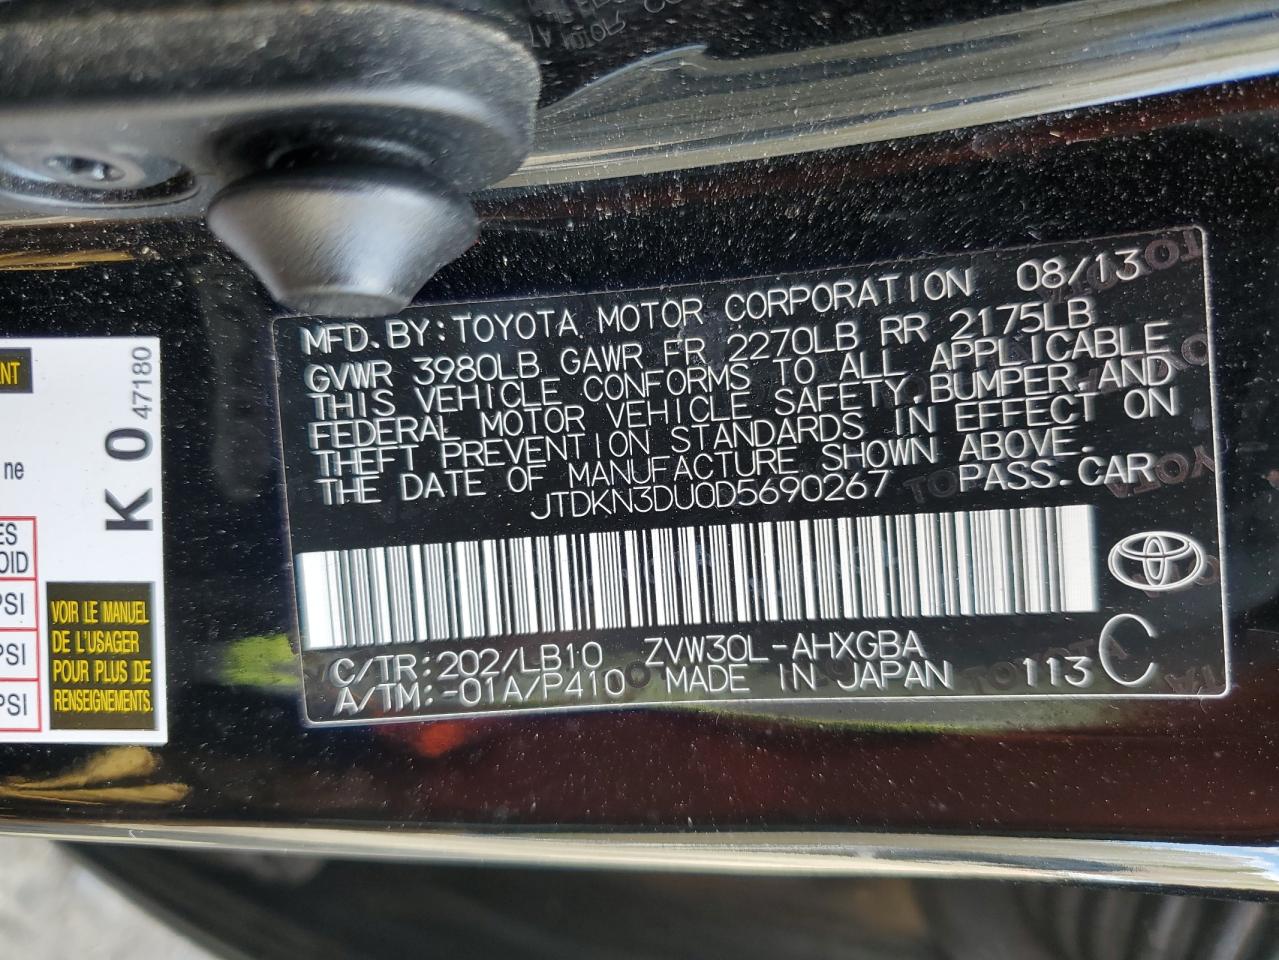 MFD. BY: TOYOTA MOTOR CORPORATION 08/13
GVWR 3980LB GAWR FR 2270LB RR 2175LB
THIS VEHICLE CONFORMS TO ALL APPLICABLE
FEDERAL MOTOR VEHICLE SAFETY, BUMPER, AND
THEFT PREVENTION STANDARDS IN EFFECT ON
THE DATE OF MANUFACTURE SHOWN ABOVE.
JTDKN3DU0D5690267 PASS. CAR
C/TR: 202/LB10 ZVW30L-AHXGBA
A/TM: -01A/P410 MADE IN JAPAN 113 C
K 0 47180
ne
PSI
PSI
PSI
VOIR LE MANUEL
DE L'USAGER
POUR PLUS DE
RENSEIGNEMENTS.